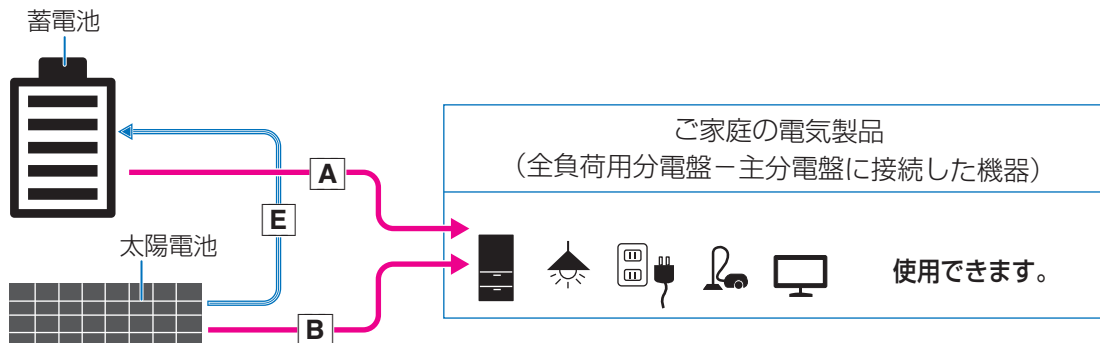 蓄電池
ご家庭の電気製品
（全負荷用分電盤－主分電盤に接続した機器）
A
E
太陽電池
使用できます。
B